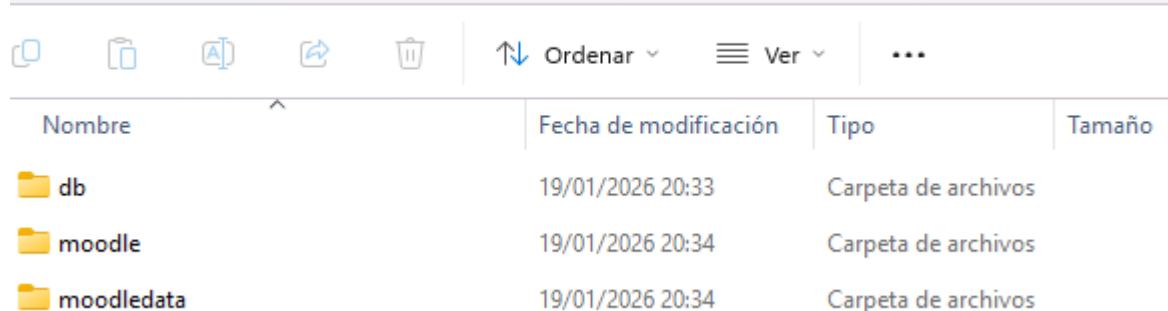 Ordenar Ver ...
Nombre Fecha de modificación Tipo Tamaño
db 19/01/2026 20:33 Carpeta de archivos
moodle 19/01/2026 20:34 Carpeta de archivos
moodledata 19/01/2026 20:34 Carpeta de archivos